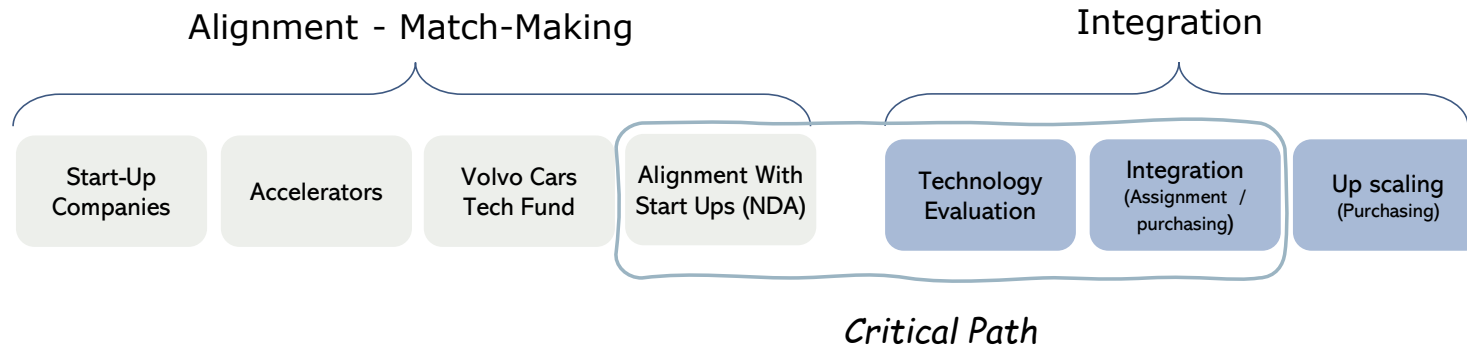 Alignment - Match-Making
Integration
Start-Up
Companies
Accelerators
Volvo Cars
Tech Fund
Alignment With
Start Ups (NDA)
Technology
Evaluation
Integration
(Assignment /
purchasing)
Up scaling
(Purchasing)
Critical Path